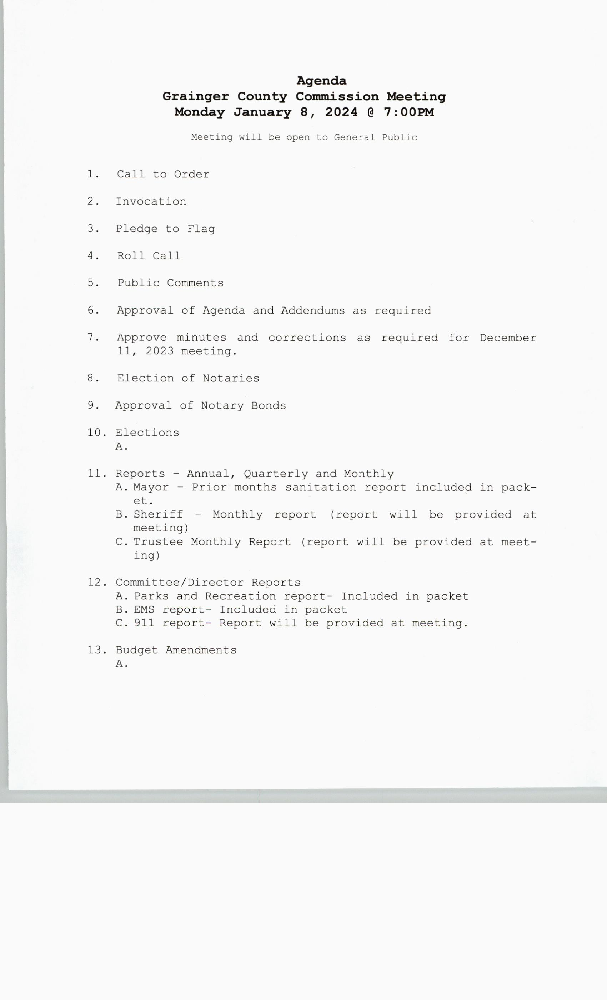 Agenda
Grainger County Commission Meeting
Monday January 8, 2024 @ 7:00PM
Meeting will be open to General Public
1. Call to Order
2. Invocation
3. Pledge to Flag
4. Roll Call
5. Public Comments
6. Approval of Agenda and Addendums as required
7. Approve minutes and corrections as required for December
11, 2023 meeting.
8. Election of Notaries
9. Approval of Notary Bonds
10. Elections
A.
11. Reports – Annual, Quarterly and Monthly
A. Mayor – Prior months sanitation report included in pack-
et.
B. Sheriff – Monthly report (report will be provided at
meeting)
C. Trustee Monthly Report (report will be provided at meet-
ing)
12. Committee/Director Reports
A. Parks and Recreation report- Included in packet
B. EMS report- Included in packet
C. 911 report- Report will be provided at meeting.
13. Budget Amendments
A.